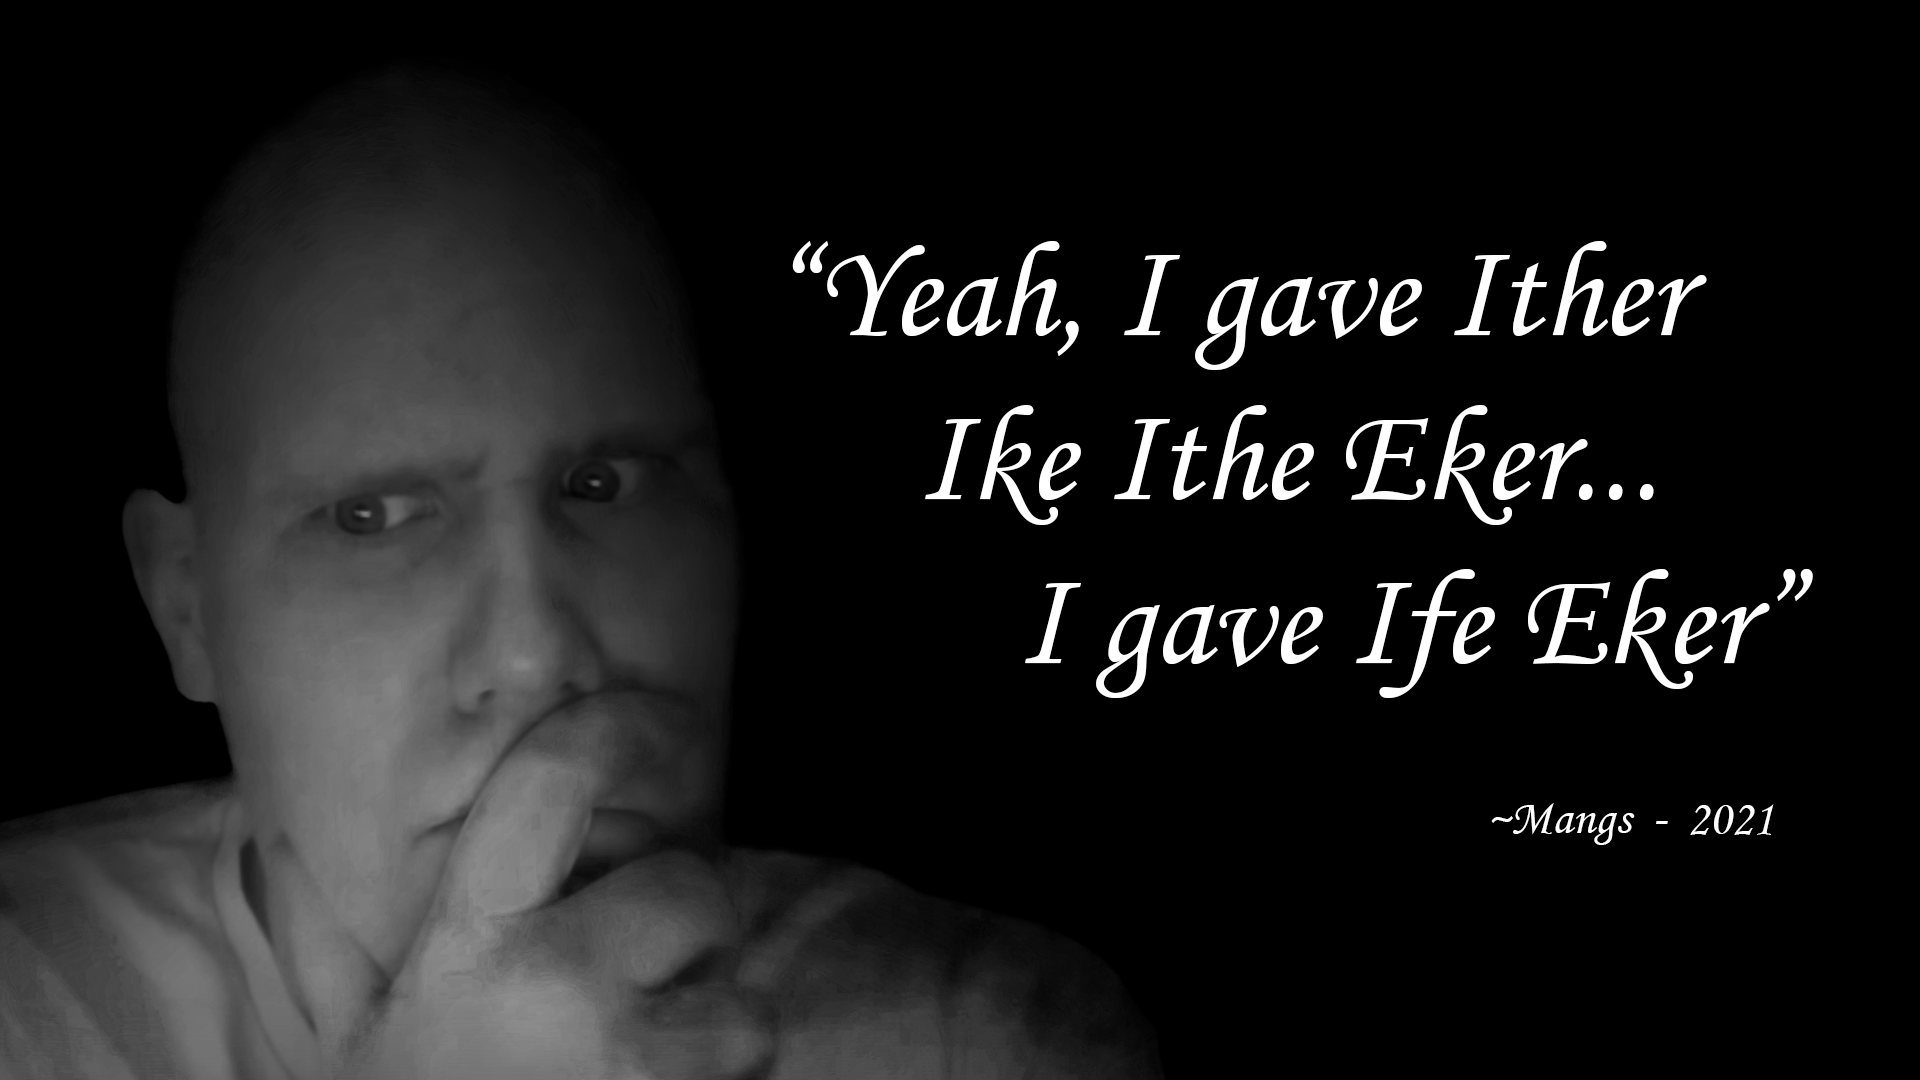 “Yeah, I gave Ither
Ike Ithe Eker...
I gave Ife Eker”
~Mangs - 2021